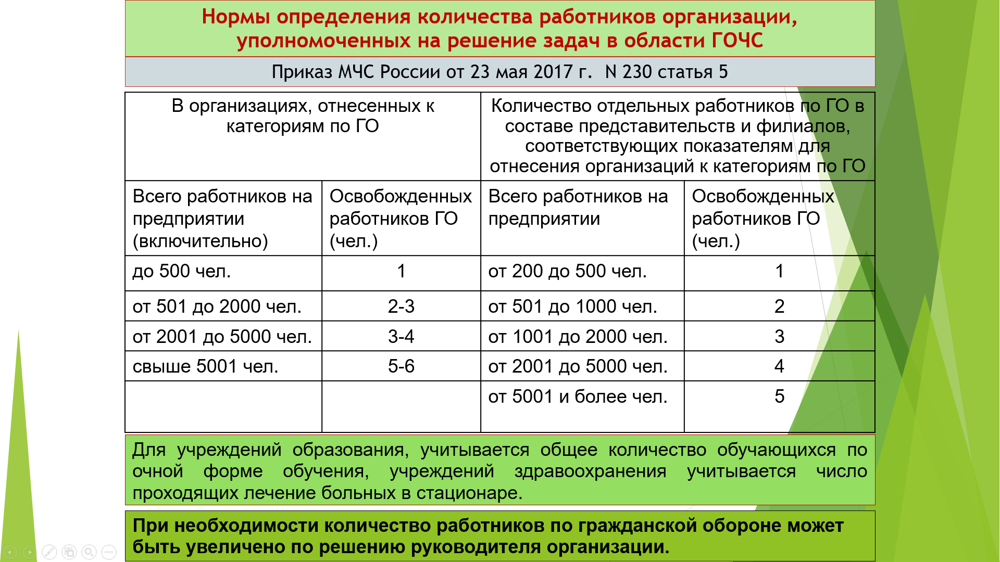 Нормы определения количества работников организации,
уполномоченных на решение задач в области ГОЧС
Приказ МЧС России от 23 мая 2017 г.  N 230 статья 5
В организациях, отнесенных к
категориям по ГО
Количество отдельных работников по ГО в
составе представительств и филиалов,
соответствующих показателям для
отнесения организаций к категориям по ГО
Всего работников на
предприятии
(включительно)
Освобожденных
работников ГО
(чел.)
Всего работников на
предприятии
Освобожденных
работников ГО
(чел.)
до 500 чел.
1
от 200 до 500 чел.
1
от 501 до 2000 чел.
2-3
от 501 до 1000 чел.
2
от 2001 до 5000 чел.
3-4
от 1001 до 2000 чел.
3
свыше 5001 чел.
5-6
от 2001 до 5000 чел.
4
от 5001 и более чел.
5
Для учреждений образования, учитывается общее количество обучающихся по
очной форме обучения, учреждений здравоохранения учитывается число
проходящих лечение больных в стационаре.
При необходимости количество работников по гражданской обороне может
быть увеличено по решению руководителя организации.